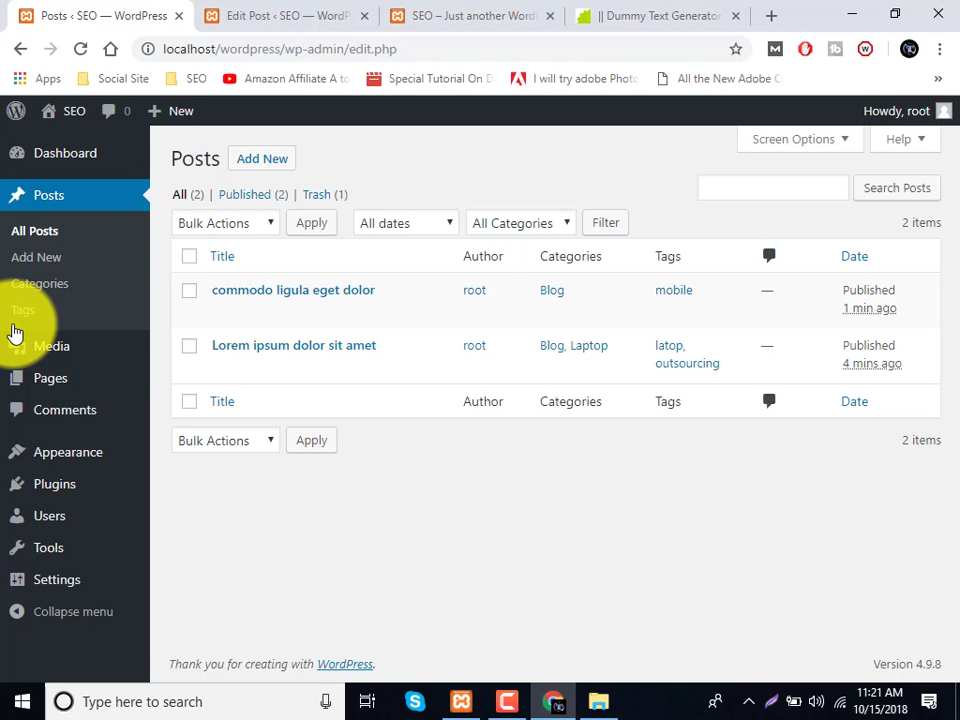 Posts ‹ SEO — WordPress
Edit Post ‹ SEO — WordP
SEO – Just another Word
|| Dummy Text Generator
localhost/wordpress/wp-admin/edit.php
Apps
Social Site
SEO
Amazon Affiliate A to
Special Tutorial On D
I will try adobe Photo
All the New Adobe C
»
SEO
0
New
Howdy, root
Dashboard
Posts
All Posts
Add New
Categories
Tags
Media
Pages
Comments
Appearance
Plugins
Users
Tools
Settings
Collapse menu
Screen Options
Help
Posts
Add New
All (2) | Published (2) | Trash (1)
Search Posts
Bulk Actions
Apply
All dates
All Categories
Filter
2 items
Title
Author
Categories
Tags
Date
commodo ligula eget dolor
root
Blog
mobile
—
Published
1 min ago
Lorem ipsum dolor sit amet
root
Blog, Laptop
latop,
outsourcing
—
Published
4 mins ago
Title
Author
Categories
Tags
Date
Bulk Actions
Apply
2 items
Thank you for creating with WordPress.
Version 4.9.8
Type here to search
11:21 AM
10/15/2018